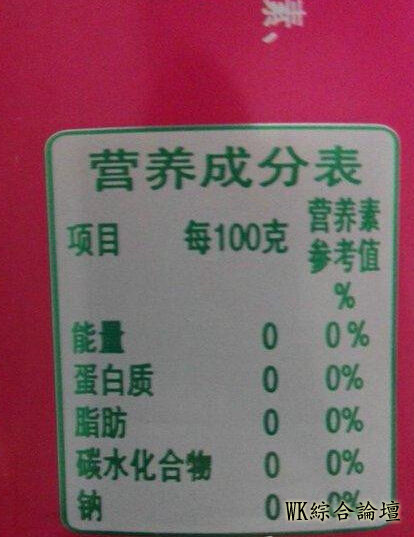 素、
营养成分表
项目 每100克 营养素
参考值
%
能量 0 0%
蛋白质 0 0%
脂肪 0 0%
碳水化合物 0 0%
钠 0 0%
WK綜合論壇